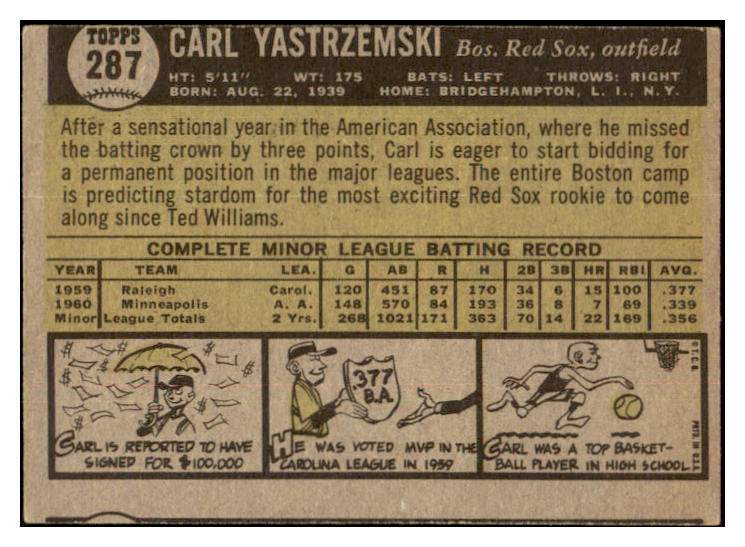 TOPPS
287
CARL YASTRZEMSKI Bos. Red Sox, outfield
HT: 5'11" WT: 175 BATS: LEFT THROWS: RIGHT
BORN: AUG. 22, 1939 HOME: BRIDGEHAMPTON, L. I., N.Y.
After a sensational year in the American Association, where he missed
the batting crown by three points, Carl is eager to start bidding for
a permanent position in the major leagues. The entire Boston camp
is predicting stardom for the most exciting Red Sox rookie to come
along since Ted Williams.
COMPLETE MINOR LEAGUE BATTING RECORD
YEAR TEAM LEA. G AB R H 2B 3B HR RBI AVG.
1959 Raleigh Carol. 120 451 87 170 34 6 15 100 .377
1960 Minneapolis A. A. 148 570 84 193 36 8 7 69 .339
Minor League Totals 2 Yrs. 268 1021 171 363 70 14 22 169 .356
CARL IS REPORTED TO HAVE
SIGNED FOR $100,000
.377
B.A.
HE WAS VOTED MVP IN THE
CAROLINA LEAGUE IN 1959
CARL WAS A TOP BASKET-
BALL PLAYER IN HIGH SCHOOL
© T.C.G.
PRTD. IN U.S.A.